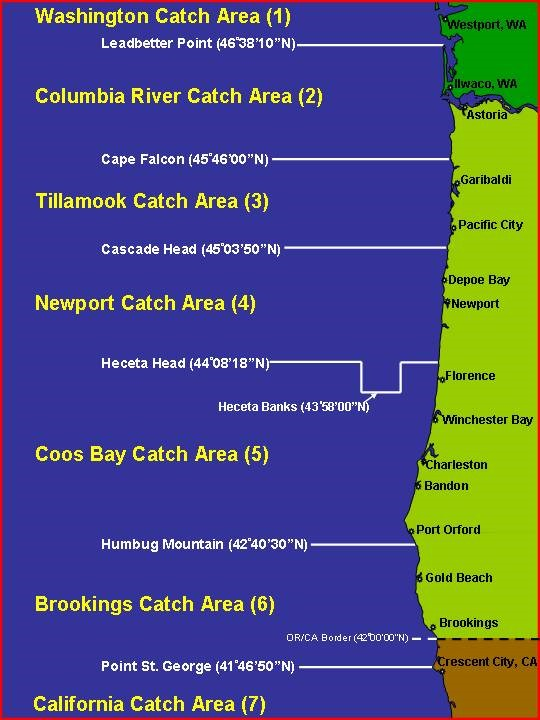 Washington Catch Area (1)
Westport, WA
Leadbetter Point (46°38'10"N)
Ilwaco, WA
Columbia River Catch Area (2)
Astoria
Cape Falcon (45°46'00"N)
Garibaldi
Tillamook Catch Area (3)
Pacific City
Cascade Head (45°03'50"N)
Depoe Bay
Newport Catch Area (4)
Newport
Heceta Head (44°08'18"N)
Florence
Heceta Banks (43°58'00"N)
Winchester Bay
Coos Bay Catch Area (5)
Charleston
Bandon
Port Orford
Humbug Mountain (42°40'30"N)
Gold Beach
Brookings Catch Area (6)
Brookings
OR/CA Border (42°00'00"N)
Crescent City, CA
Point St. George (41°46'50"N)
California Catch Area (7)